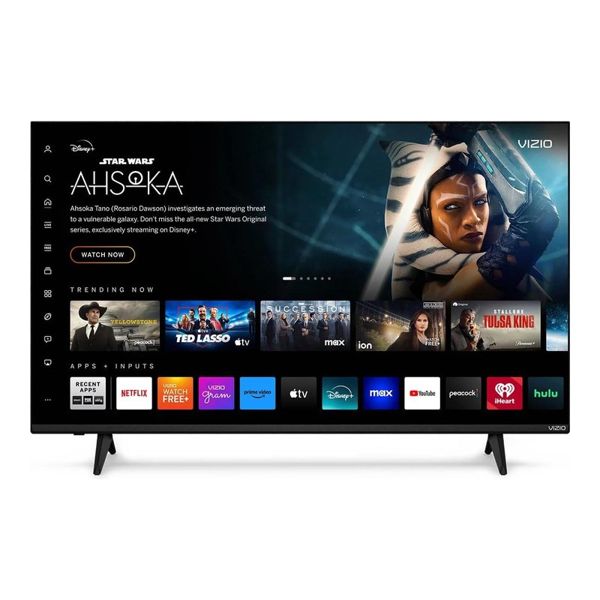 Disney+
VIZIO
STAR WARS
AHSOKA
Ahsoka Tano (Rosario Dawson) investigates an emerging threat
to a vulnerable galaxy. Don't miss the all-new Star Wars Original
series, exclusively streaming on Disney+.
WATCH NOW
TRENDING NOW
YELLOWSTONE
peacock
TED LASSO
tv
SUCCESSION
max
ion
STALLONE
TULSA KING
APPS + INPUTS
RECENT
APPS
NETFLIX
VIZIO
WATCH
FREE+
VIZIO
gram
prime video
tv
Disney+
max
YouTube
peacock
iHeart
hulu
VIZIO